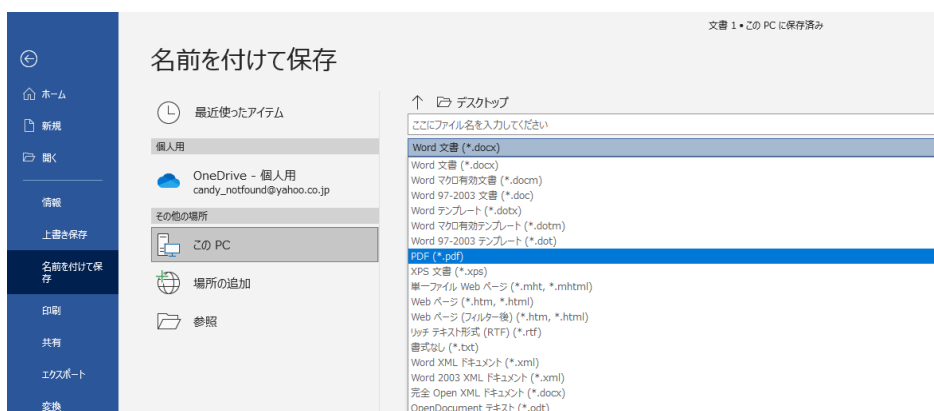 文書 1 • この PC に保存済み
名前を付けて保存
ホーム
新規
開く
情報
上書き保存
名前を付けて保
存
印刷
共有
エクスポート
変換
最近使ったアイテム
個人用
OneDrive - 個人用
candy_notfound@yahoo.co.jp
その他の場所
この PC
場所の追加
参照
↑ デスクトップ
ここにファイル名を入力してください
Word 文書 (*.docx)
Word 文書 (*.docx)
Word マクロ有効文書 (*.docm)
Word 97-2003 文書 (*.doc)
Word テンプレート (*.dotx)
Word マクロ有効テンプレート (*.dotm)
Word 97-2003 テンプレート (*.dot)
PDF (*.pdf)
XPS 文書 (*.xps)
単一ファイル Web ページ (*.mht, *.mhtml)
Web ページ (*.htm, *.html)
Web ページ (フィルター後) (*.htm, *.html)
リッチ テキスト形式 (RTF) (*.rtf)
書式なし (*.txt)
Word XML ドキュメント (*.xml)
Word 2003 XML ドキュメント (*.xml)
完全 Open XML ドキュメント (*.docx)
OpenDocument テキスト (*.odt)